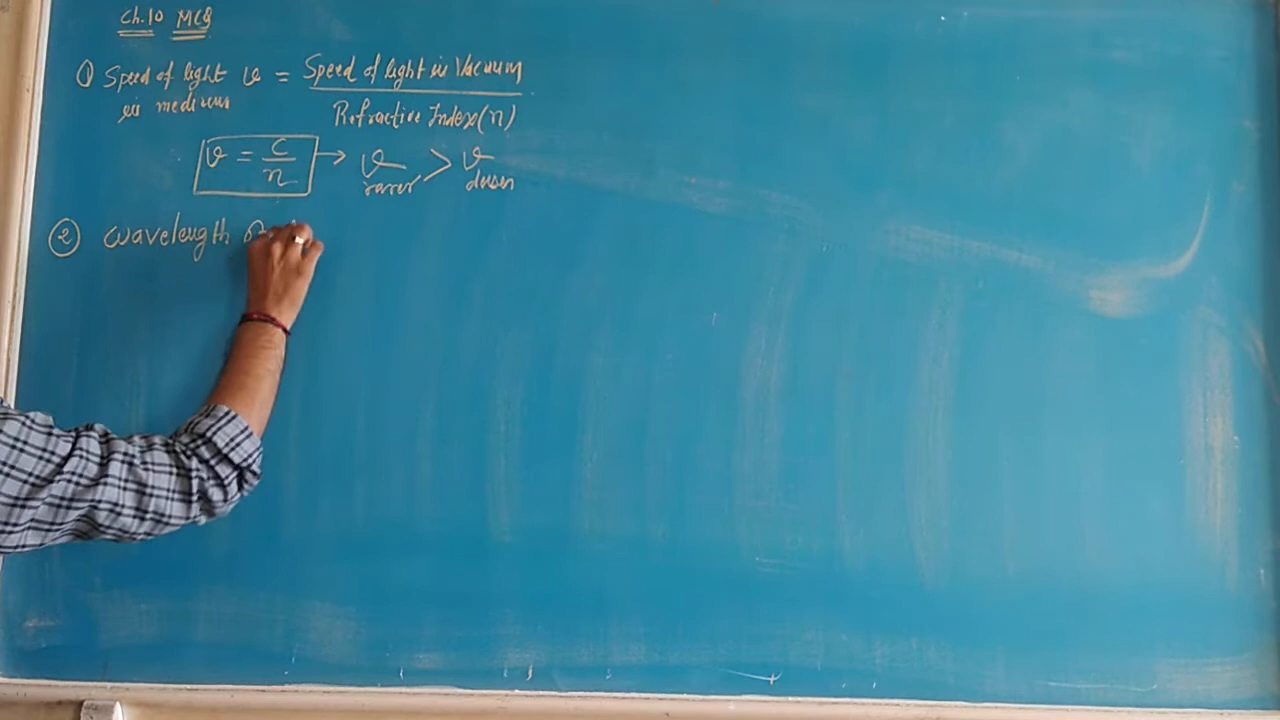 Ch.10 MCQ
① Speed of light v = Speed of light in Vacuum
in medium
Refractive Index(n)
v = c/n → v rarer > v denser
② wavelength of